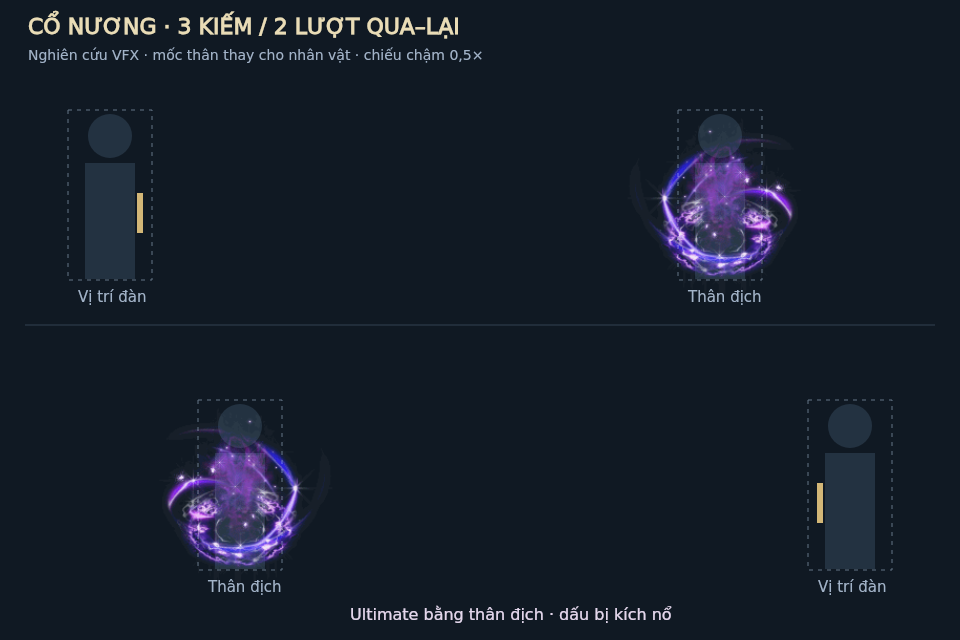 CỔ NƯƠNG · 3 KIẾM / 2 LƯỢT QUA–LẠI
Nghiên cứu VFX · mốc thân thay cho nhân vật · chiếu chậm 0,5×
Vị trí đàn
Thân địch
Thân địch
Vị trí đàn
Ultimate bằng thân địch · dấu bị kích nổ